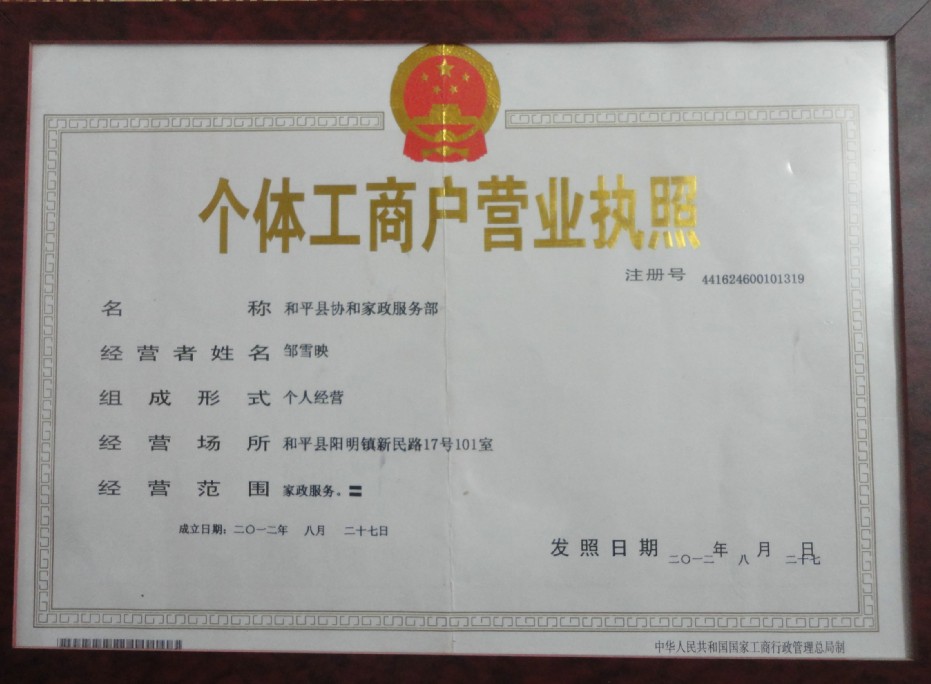 个体工商户营业执照
注册号 441624600101319
名称 和平县协和家政服务部
经营者姓名 邹雪映
组成形式 个人经营
经营场所 和平县阳明镇新民路17号101室
经营范围 家政服务。〓
成立日期：二〇一二年 八月 二十七日
发照日期 二〇一二年 八月 二十七日
中华人民共和国国家工商行政管理总局制